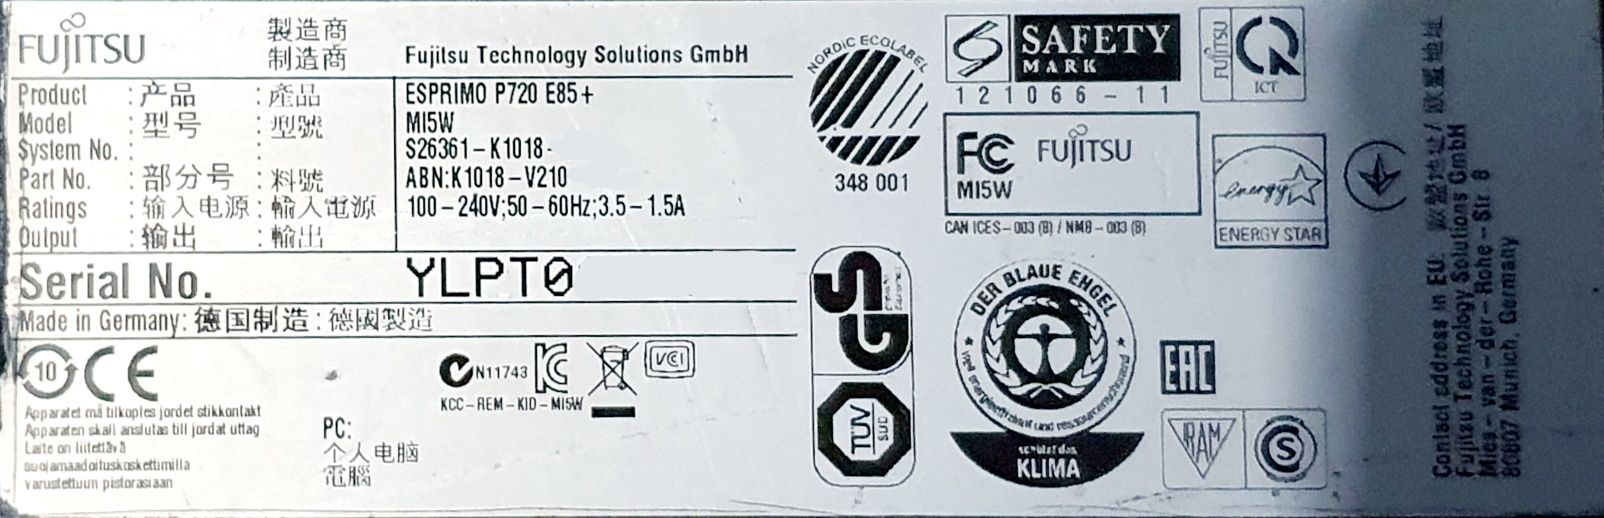 FUJITSU
製造商
制造商
Fujitsu Technology Solutions GmbH
Product : 产品 : 產品 ESPRIMO P720 E85+
Model : 型号 : 型號 MI5W
System No. : : S26361-K1018-
Part No. : 部分号 : 料號 ABN:K1018-V210
Ratings : 输入电源 : 輸入電源 100-240V;50-60Hz;3.5-1.5A
Output : 输出 : 輸出
Serial No. YLPT0
Made in Germany: 德国制造 : 德國製造
10 CE
Apparatet må tilkoples jordet stikkontakt
Apparaten skall anslutas till jordat uttag
Laite on liitettävä
suojamaadoituskoskettimilla
varustettuun pistorasiaan
PC:
个人电脑
電腦
N11743
VCI
KCC-REM-KID-MI5W
NORDIC ECOLABEL
348 001
SAFETY
MARK
121066-11
FUJITSU
ICT
FC FUJITSU
MI5W
CAN ICES-003 (B) / NMB-003 (B)
energy
ENERGY STAR
GS
TÜV
SÜD
DER BLAUE ENGEL
weil energieeffizient und ressourcenschonend
schützt das
KLIMA
EAC
IRAM
S
Contact address in EU: 欧盟地址/ 歐盟地址
Fujitsu Technology Solutions GmbH
Mies-van-der-Rohe-Str. 8
80807 Munich, Germany